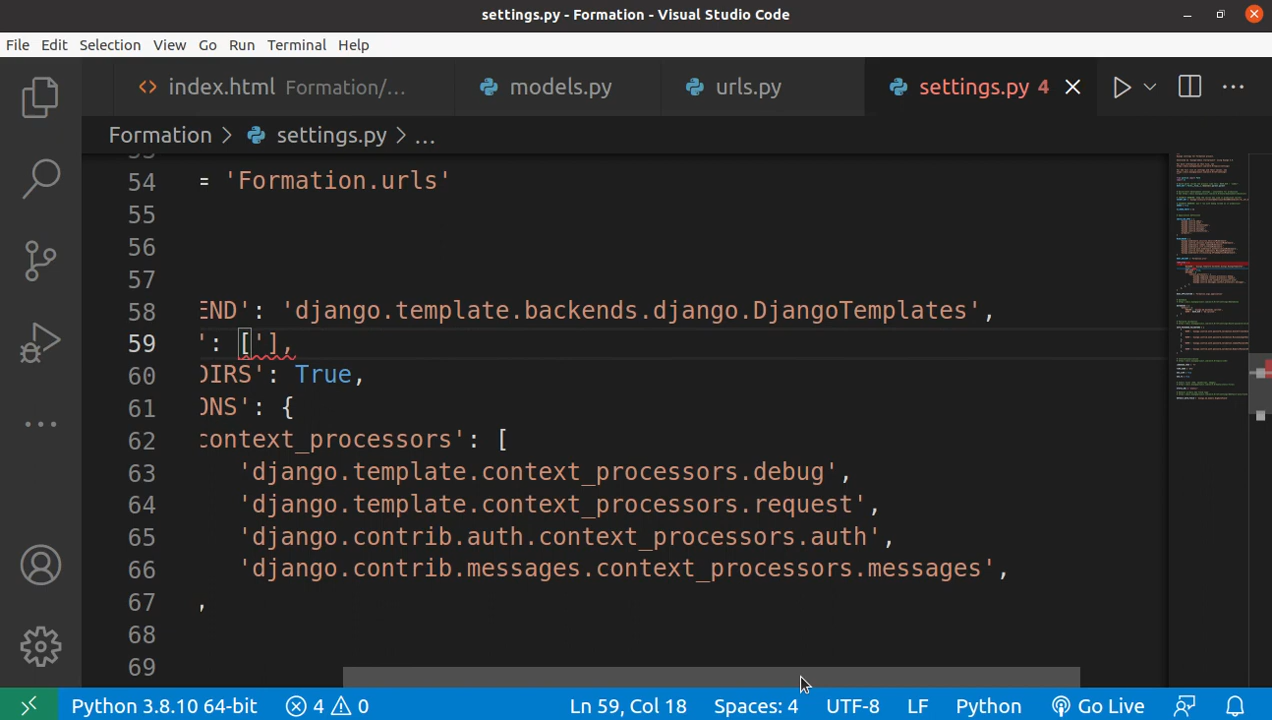 settings.py - Formation - Visual Studio Code
File Edit Selection View Go Run Terminal Help
index.html Formation/... models.py urls.py settings.py 4
Formation > settings.py > ...
54 = 'Formation.urls'
55
56
57
58 END': 'django.template.backends.django.DjangoTemplates',
59 ': ['],
60 DIRS': True,
61 ONS': {
62 context_processors': [
63 'django.template.context_processors.debug',
64 'django.template.context_processors.request',
65 'django.contrib.auth.context_processors.auth',
66 'django.contrib.messages.context_processors.messages',
67 ,
68
69
Python 3.8.10 64-bit 4 0 Ln 59, Col 18 Spaces: 4 UTF-8 LF Python Go Live